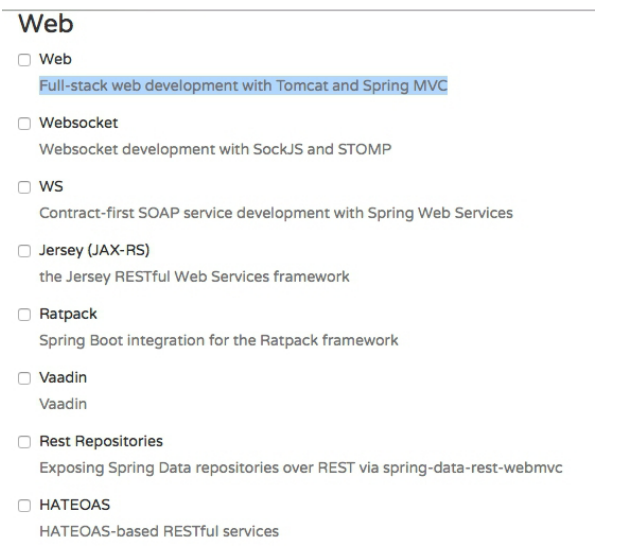 Web
Web
Full-stack web development with Tomcat and Spring MVC
Websocket
Websocket development with SockJS and STOMP
WS
Contract-first SOAP service development with Spring Web Services
Jersey (JAX-RS)
the Jersey RESTful Web Services framework
Ratpack
Spring Boot integration for the Ratpack framework
Vaadin
Vaadin
Rest Repositories
Exposing Spring Data repositories over REST via spring-data-rest-webmvc
HATEOAS
HATEOAS-based RESTful services